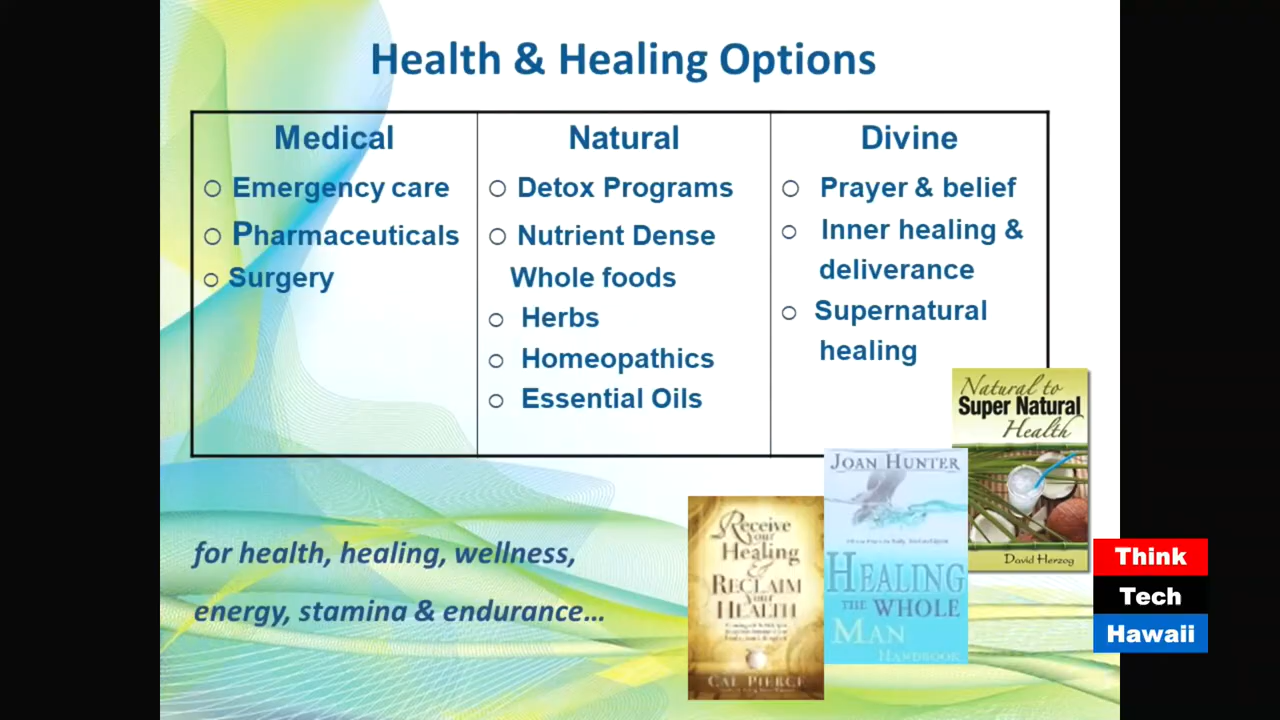 Health & Healing Options
Medical
Emergency care
Pharmaceuticals
Surgery
Natural
Detox Programs
Nutrient Dense
Whole foods
Herbs
Homeopathics
Essential Oils
Divine
Prayer & belief
Inner healing &
deliverance
Supernatural
healing
for health, healing, wellness,
energy, stamina & endurance...
Receive
Your
Healing
&
RECLAIM
Your
HEALTH
CAL PIERCE
JOAN HUNTER
HEALING
THE WHOLE
MAN
HANDBOOK
Natural to
Super Natural
Health
David Herzog
Think
Tech
Hawaii